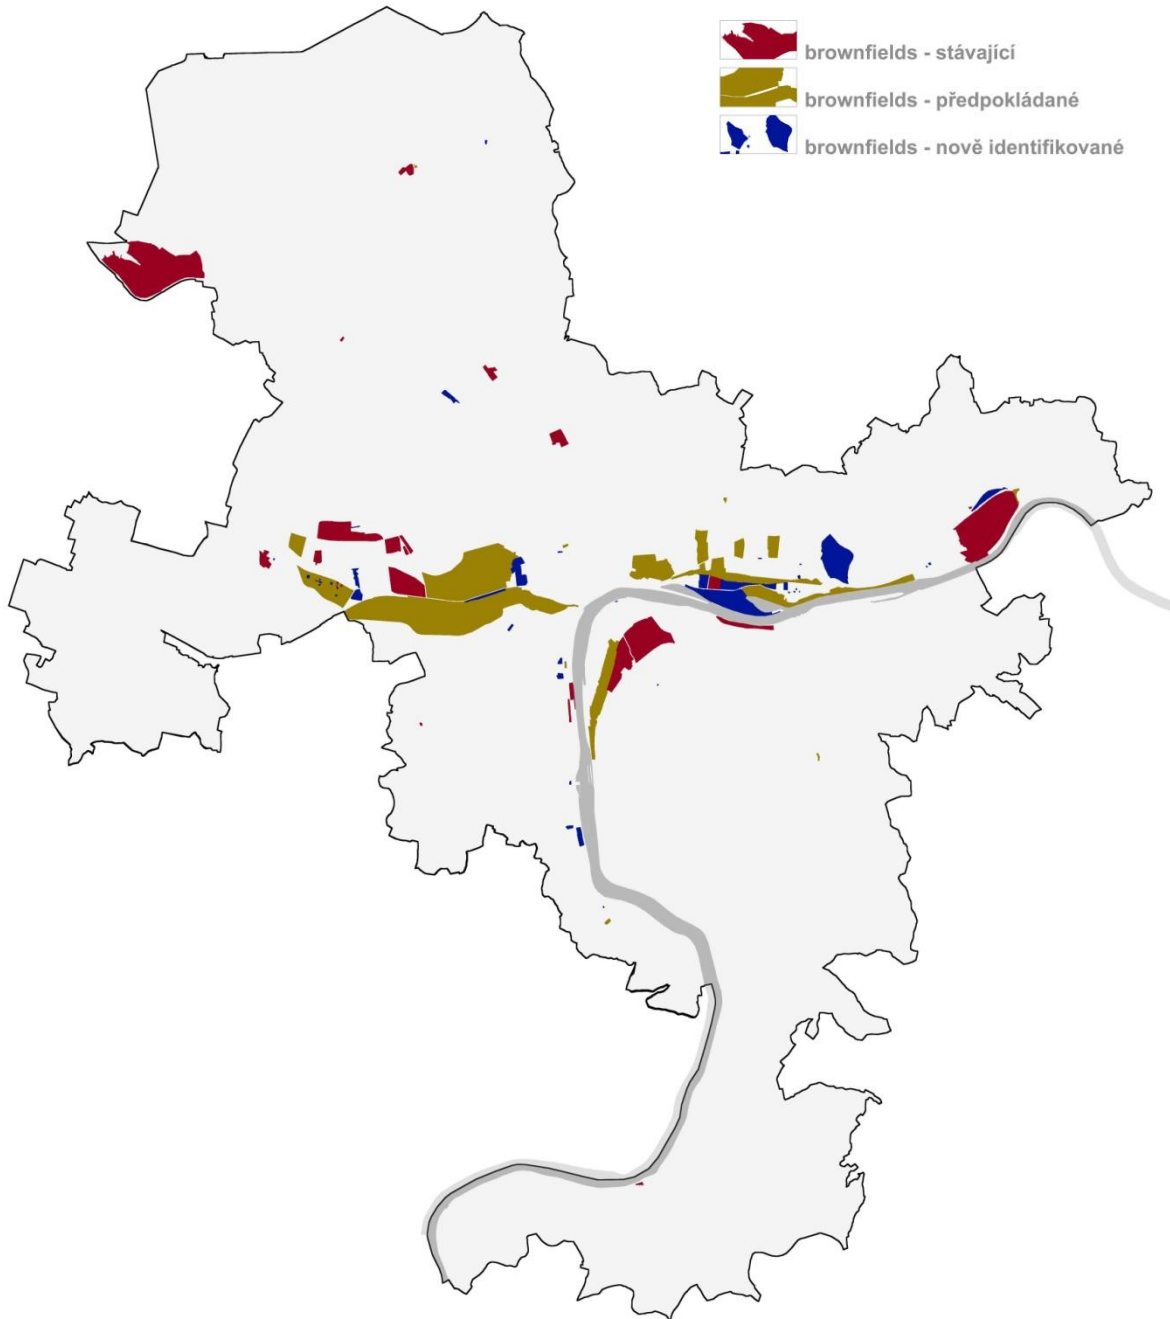 brownfields - stávající
brownfields - předpokládané
brownfields - nově identifikované